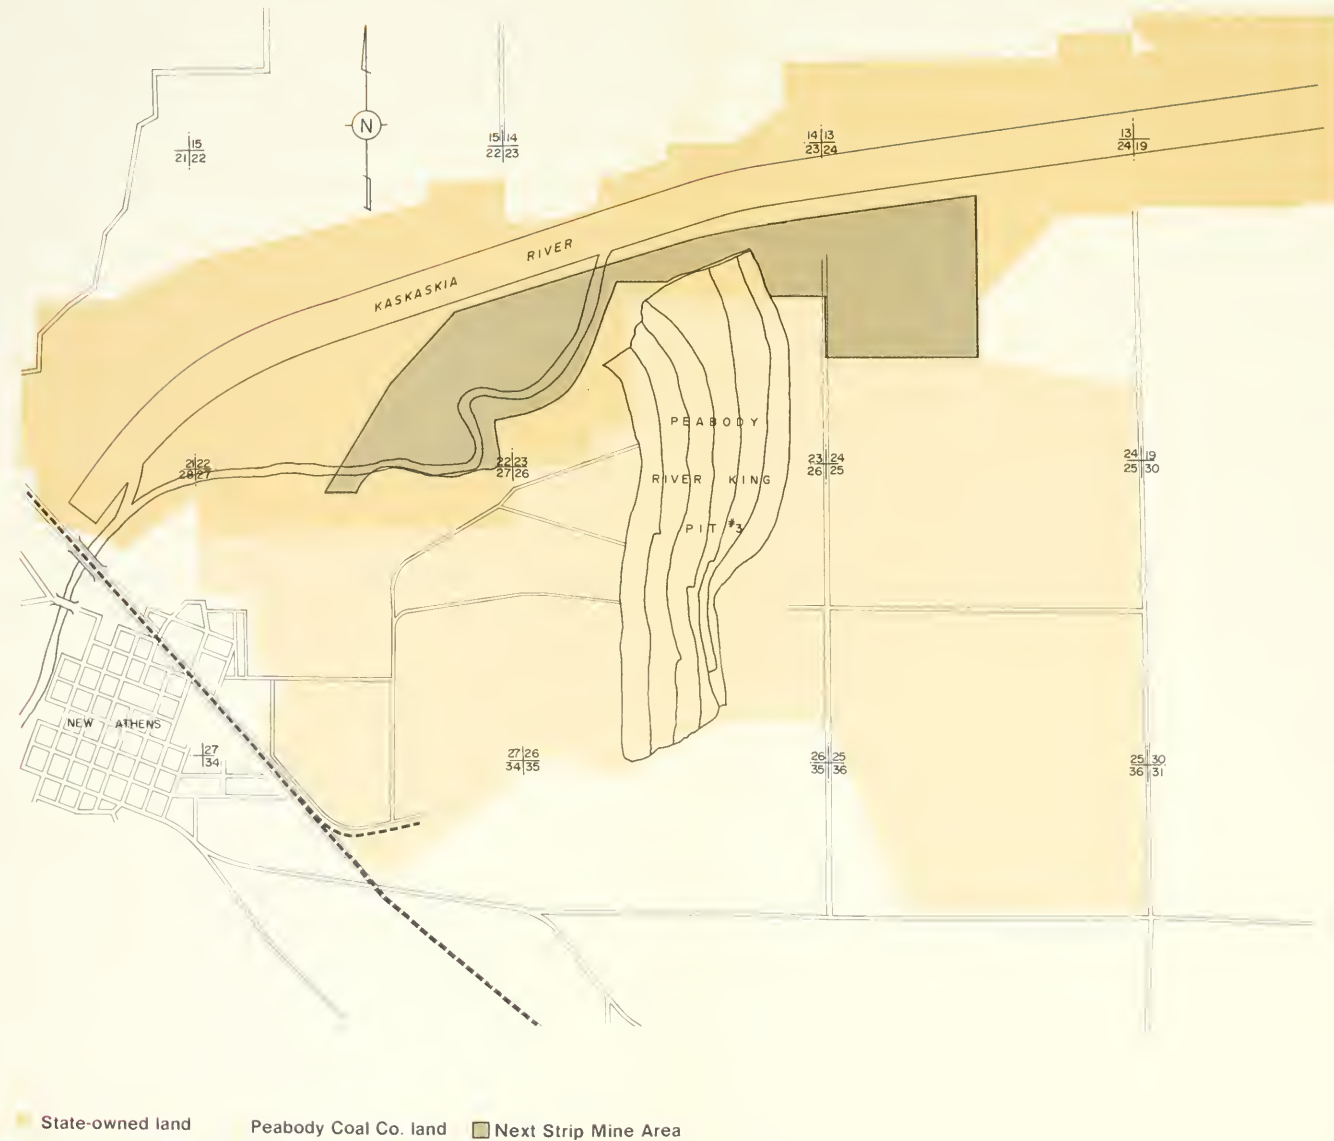 N
15
21 22
15 14
22 23
14 13
23 24
13
24 19
KASKASKIA RIVER
PEABODY
21 22
28 27
22 23
27 26
23 24
26 25
24 19
25 30
RIVER KING
PIT #3
NEW ATHENS
27
34
27 26
34 35
26 25
35 36
25 30
36 31
State-owned land
Peabody Coal Co. land
Next Strip Mine Area